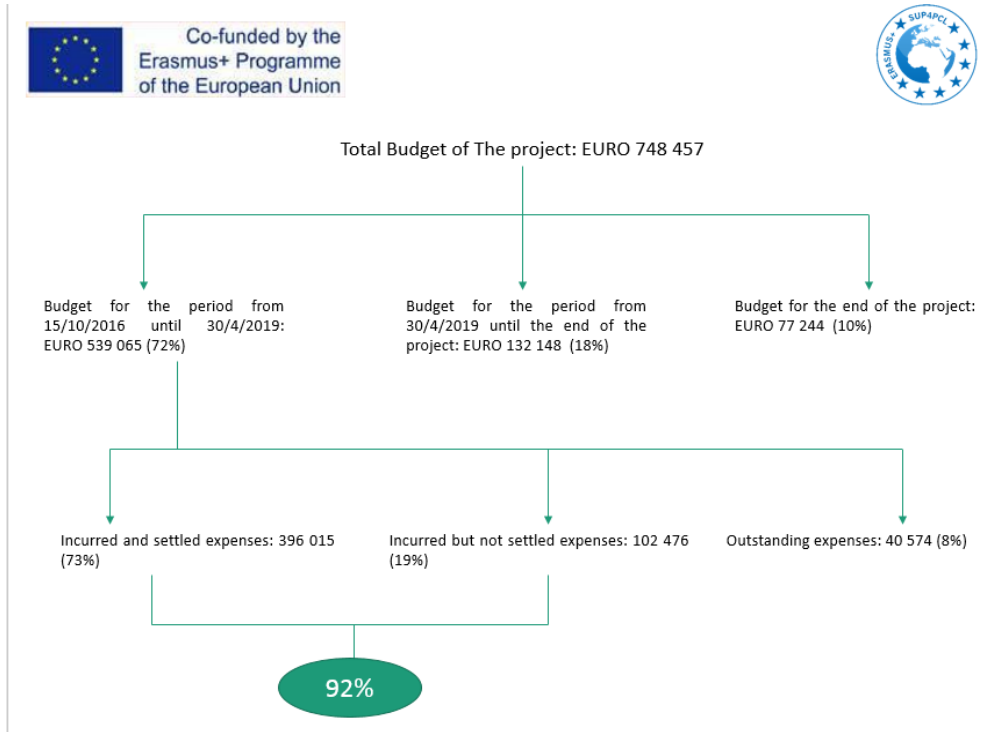 Co-funded by the
Erasmus+ Programme
of the European Union
ERASMUS+ SUP4PCL
Total Budget of The project: EURO 748 457
Budget for the period from
15/10/2016 until 30/4/2019:
EURO 539 065 (72%)
Budget for the period from
30/4/2019 until the end of the
project: EURO 132 148 (18%)
Budget for the end of the project:
EURO 77 244 (10%)
Incurred and settled expenses: 396 015
(73%)
Incurred but not settled expenses: 102 476
(19%)
Outstanding expenses: 40 574 (8%)
92%